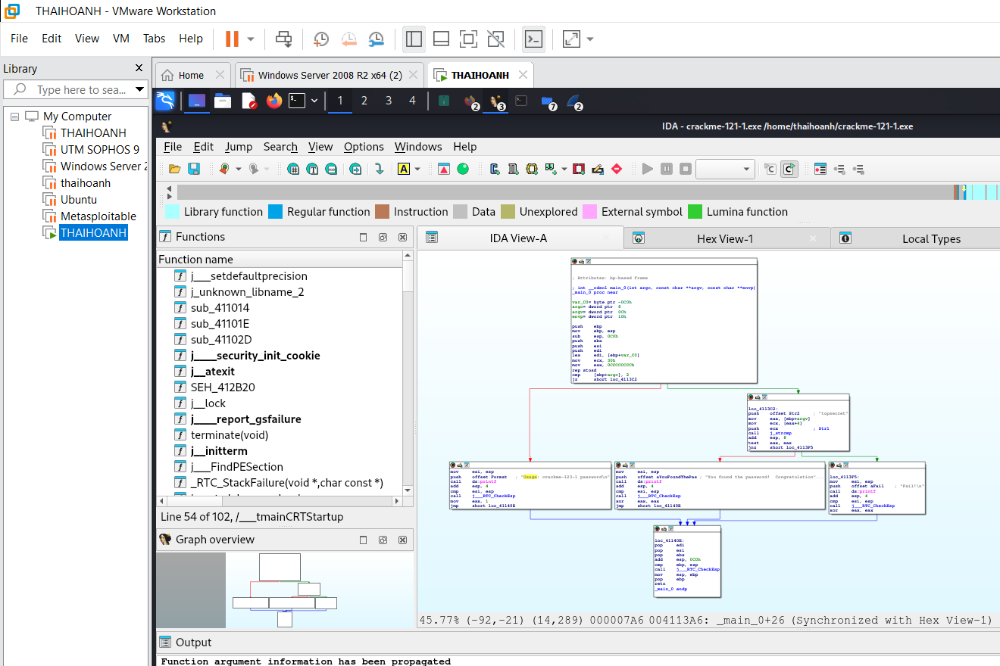 THAIHOANH - VMware Workstation
File Edit View VM Tabs Help
Library
Type here to sea...
Home
Windows Server 2008 R2 x64 (2)
THAIHOANH
My Computer
THAIHOANH
UTM SOPHOS 9
Windows Server 2
thaihoanh
Ubuntu
Metasploitable
THAIHOANH
1 2 3 4
2 3 7 2
IDA - crackme-121-1.exe /home/thaihoanh/crackme-121-1.exe
File Edit Jump Search View Options Windows Help
Library function Regular function Instruction Data Unexplored External symbol Lumina function
Functions
IDA View-A
Hex View-1
Local Types
Function name
j___setdefaultprecision
j_unknown_libname_2
sub_411014
sub_41101E
sub_41102D
j____security_init_cookie
j__atexit
SEH_412B20
j__lock
j____report_gsfailure
terminate(void)
j__initterm
j___FindPESection
_RTC_StackFailure(void *,char const *)
Line 54 of 102, /___tmainCRTStartup
Graph overview
; Attributes: bp-based frame
; int __cdecl main_0(int argc, const char **argv, const char **envp)
_main_0 proc near
var_C0= byte ptr -0C0h
argc= dword ptr 8
argv= dword ptr 0Ch
envp= dword ptr 10h
push ebp
mov ebp, esp
sub esp, 0C0h
push ebx
push esi
push edi
lea edi, [ebp+var_C0]
mov ecx, 30h
mov eax, 0CCCCCCCCh
rep stosd
cmp [ebp+argc], 2
jz short loc_4113C2
loc_4113C2:
push offset Str2 ; "topsecret"
mov eax, [ebp+argv]
mov ecx, [eax+4]
push ecx ; Str1
call j_strcmp
add esp, 8
test eax, eax
jnz short loc_4113F5
mov esi, esp
push offset Format ; "Usage: crackme-123-1 password\n"
call ds:printf
add esp, 4
cmp esi, esp
call j___RTC_CheckEsp
mov eax, 1
jmp short loc_41140E
mov esi, esp
push offset aYouFoundThePas ; "You found the password! Congratulation"...
call ds:printf
add esp, 4
cmp esi, esp
call j___RTC_CheckEsp
xor eax, eax
jmp short loc_41140E
loc_4113F5:
mov esi, esp
push offset aFail ; "Fail!\n"
call ds:printf
add esp, 4
cmp esi, esp
call j___RTC_CheckEsp
xor eax, eax
loc_41140E:
pop edi
pop esi
pop ebx
add esp, 0C0h
cmp ebp, esp
call j___RTC_CheckEsp
mov esp, ebp
pop ebp
retn
_main_0 endp
45.77% (-92,-21) (14,289) 000007A6 004113A6: _main_0+26 (Synchronized with Hex View-1)
Output
Function argument information has been propagated